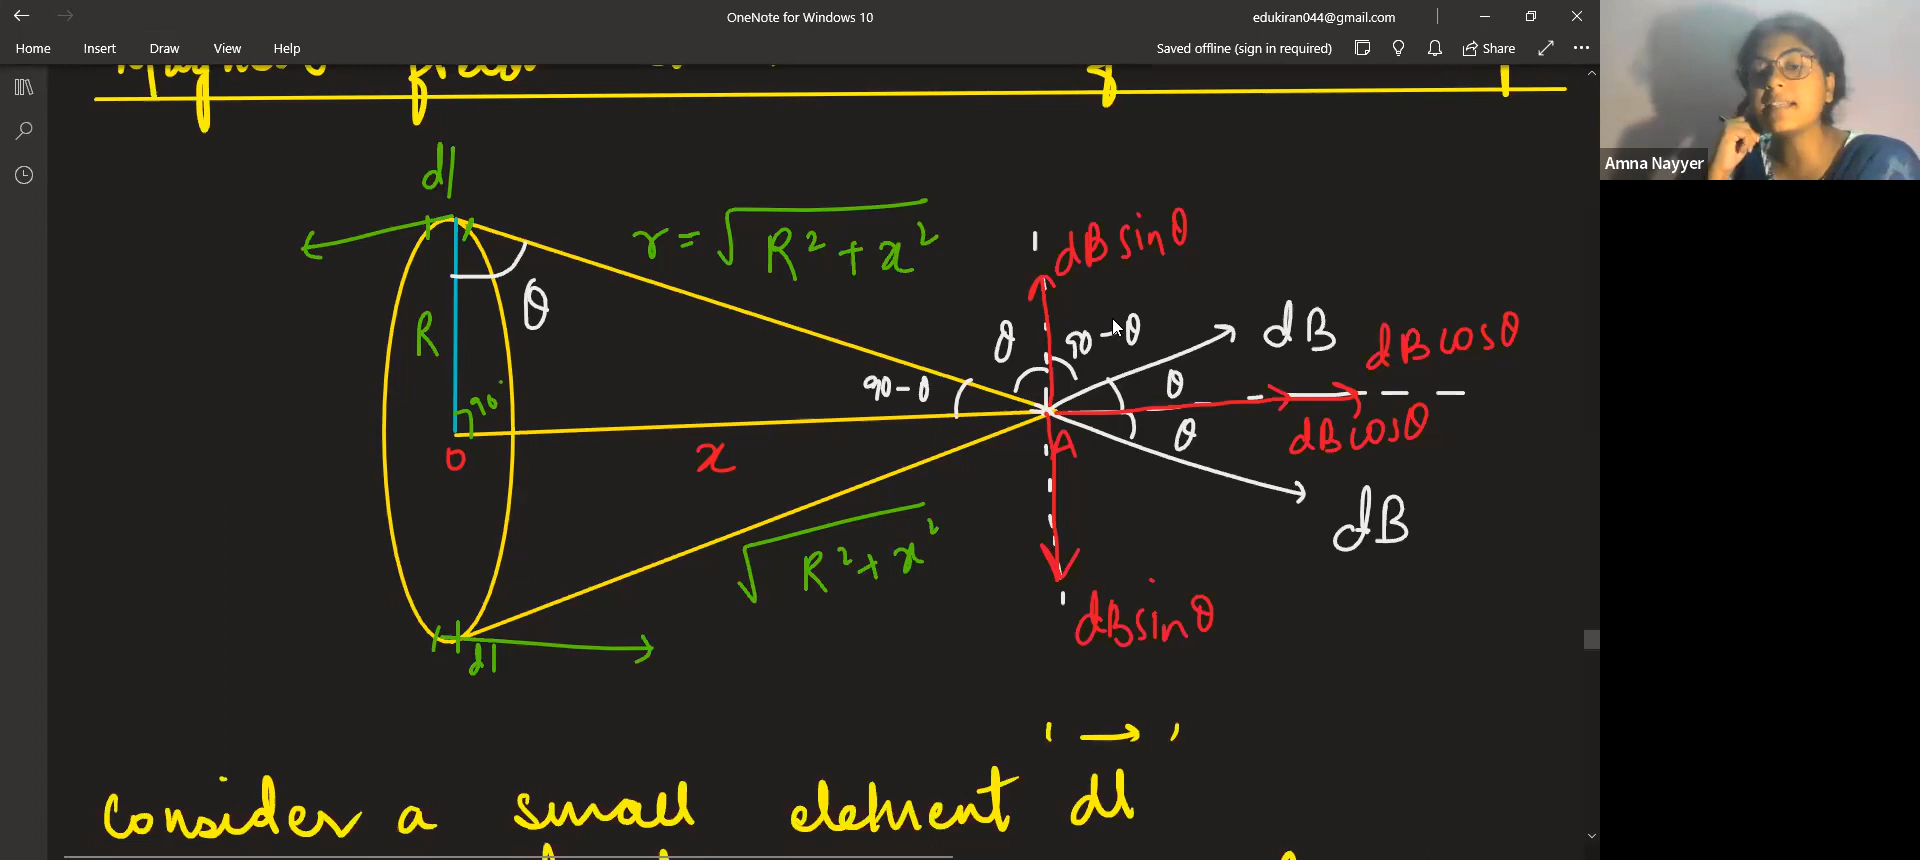 OneNote for Windows 10
edukiran044@gmail.com
Home Insert Draw View Help
Saved offline (sign in required) Share
Amna Nayyer
dl
r = √R² + x²
dB sinθ
θ
R
θ
90 - θ
dB
dB cosθ
90°
90 - θ
θ
O
x
A
θ
dB cosθ
dB
√R² + x²
dB sinθ
dl
Consider a small element 'dl'